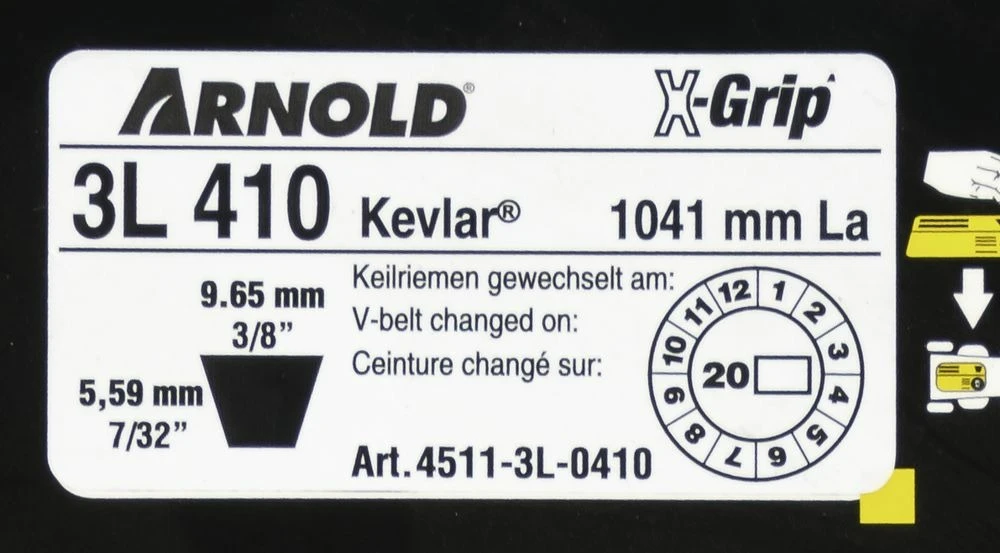 ARNOLD®
X-Grip
3L 410 Kevlar® 1041 mm La
9.65 mm
3/8”
5,59 mm
7/32”
Keilriemen gewechselt am:
V-belt changed on:
Ceinture changé sur:
12 1 2 3 4 5 6 7 8 9 10 11
20
Art. 4511-3L-0410